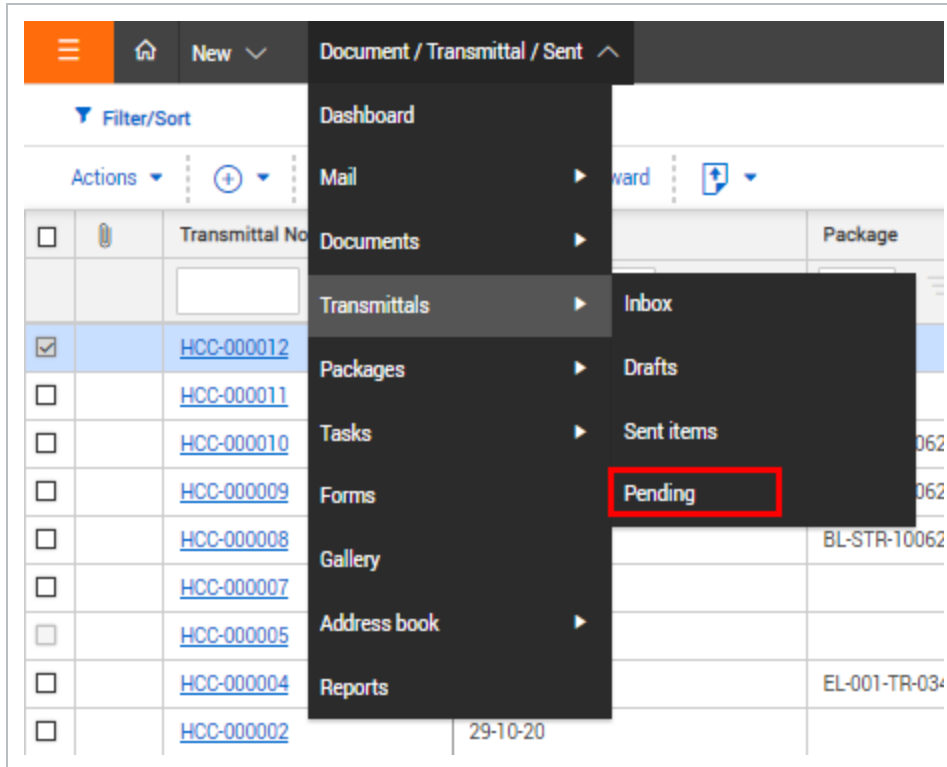 New
Document / Transmittal / Sent
Filter/Sort
Dashboard
Actions
Mail
ward
Transmittal No
Documents
Package
Transmittals
Inbox
HCC-000012
Packages
Drafts
HCC-000011
HCC-000010
Tasks
Sent items
062
HCC-000009
Forms
Pending
062
HCC-000008
BL-STR-10062
Gallery
HCC-000007
HCC-000005
Address book
HCC-000004
Reports
EL-001-TR-034
HCC-000002
29-10-20